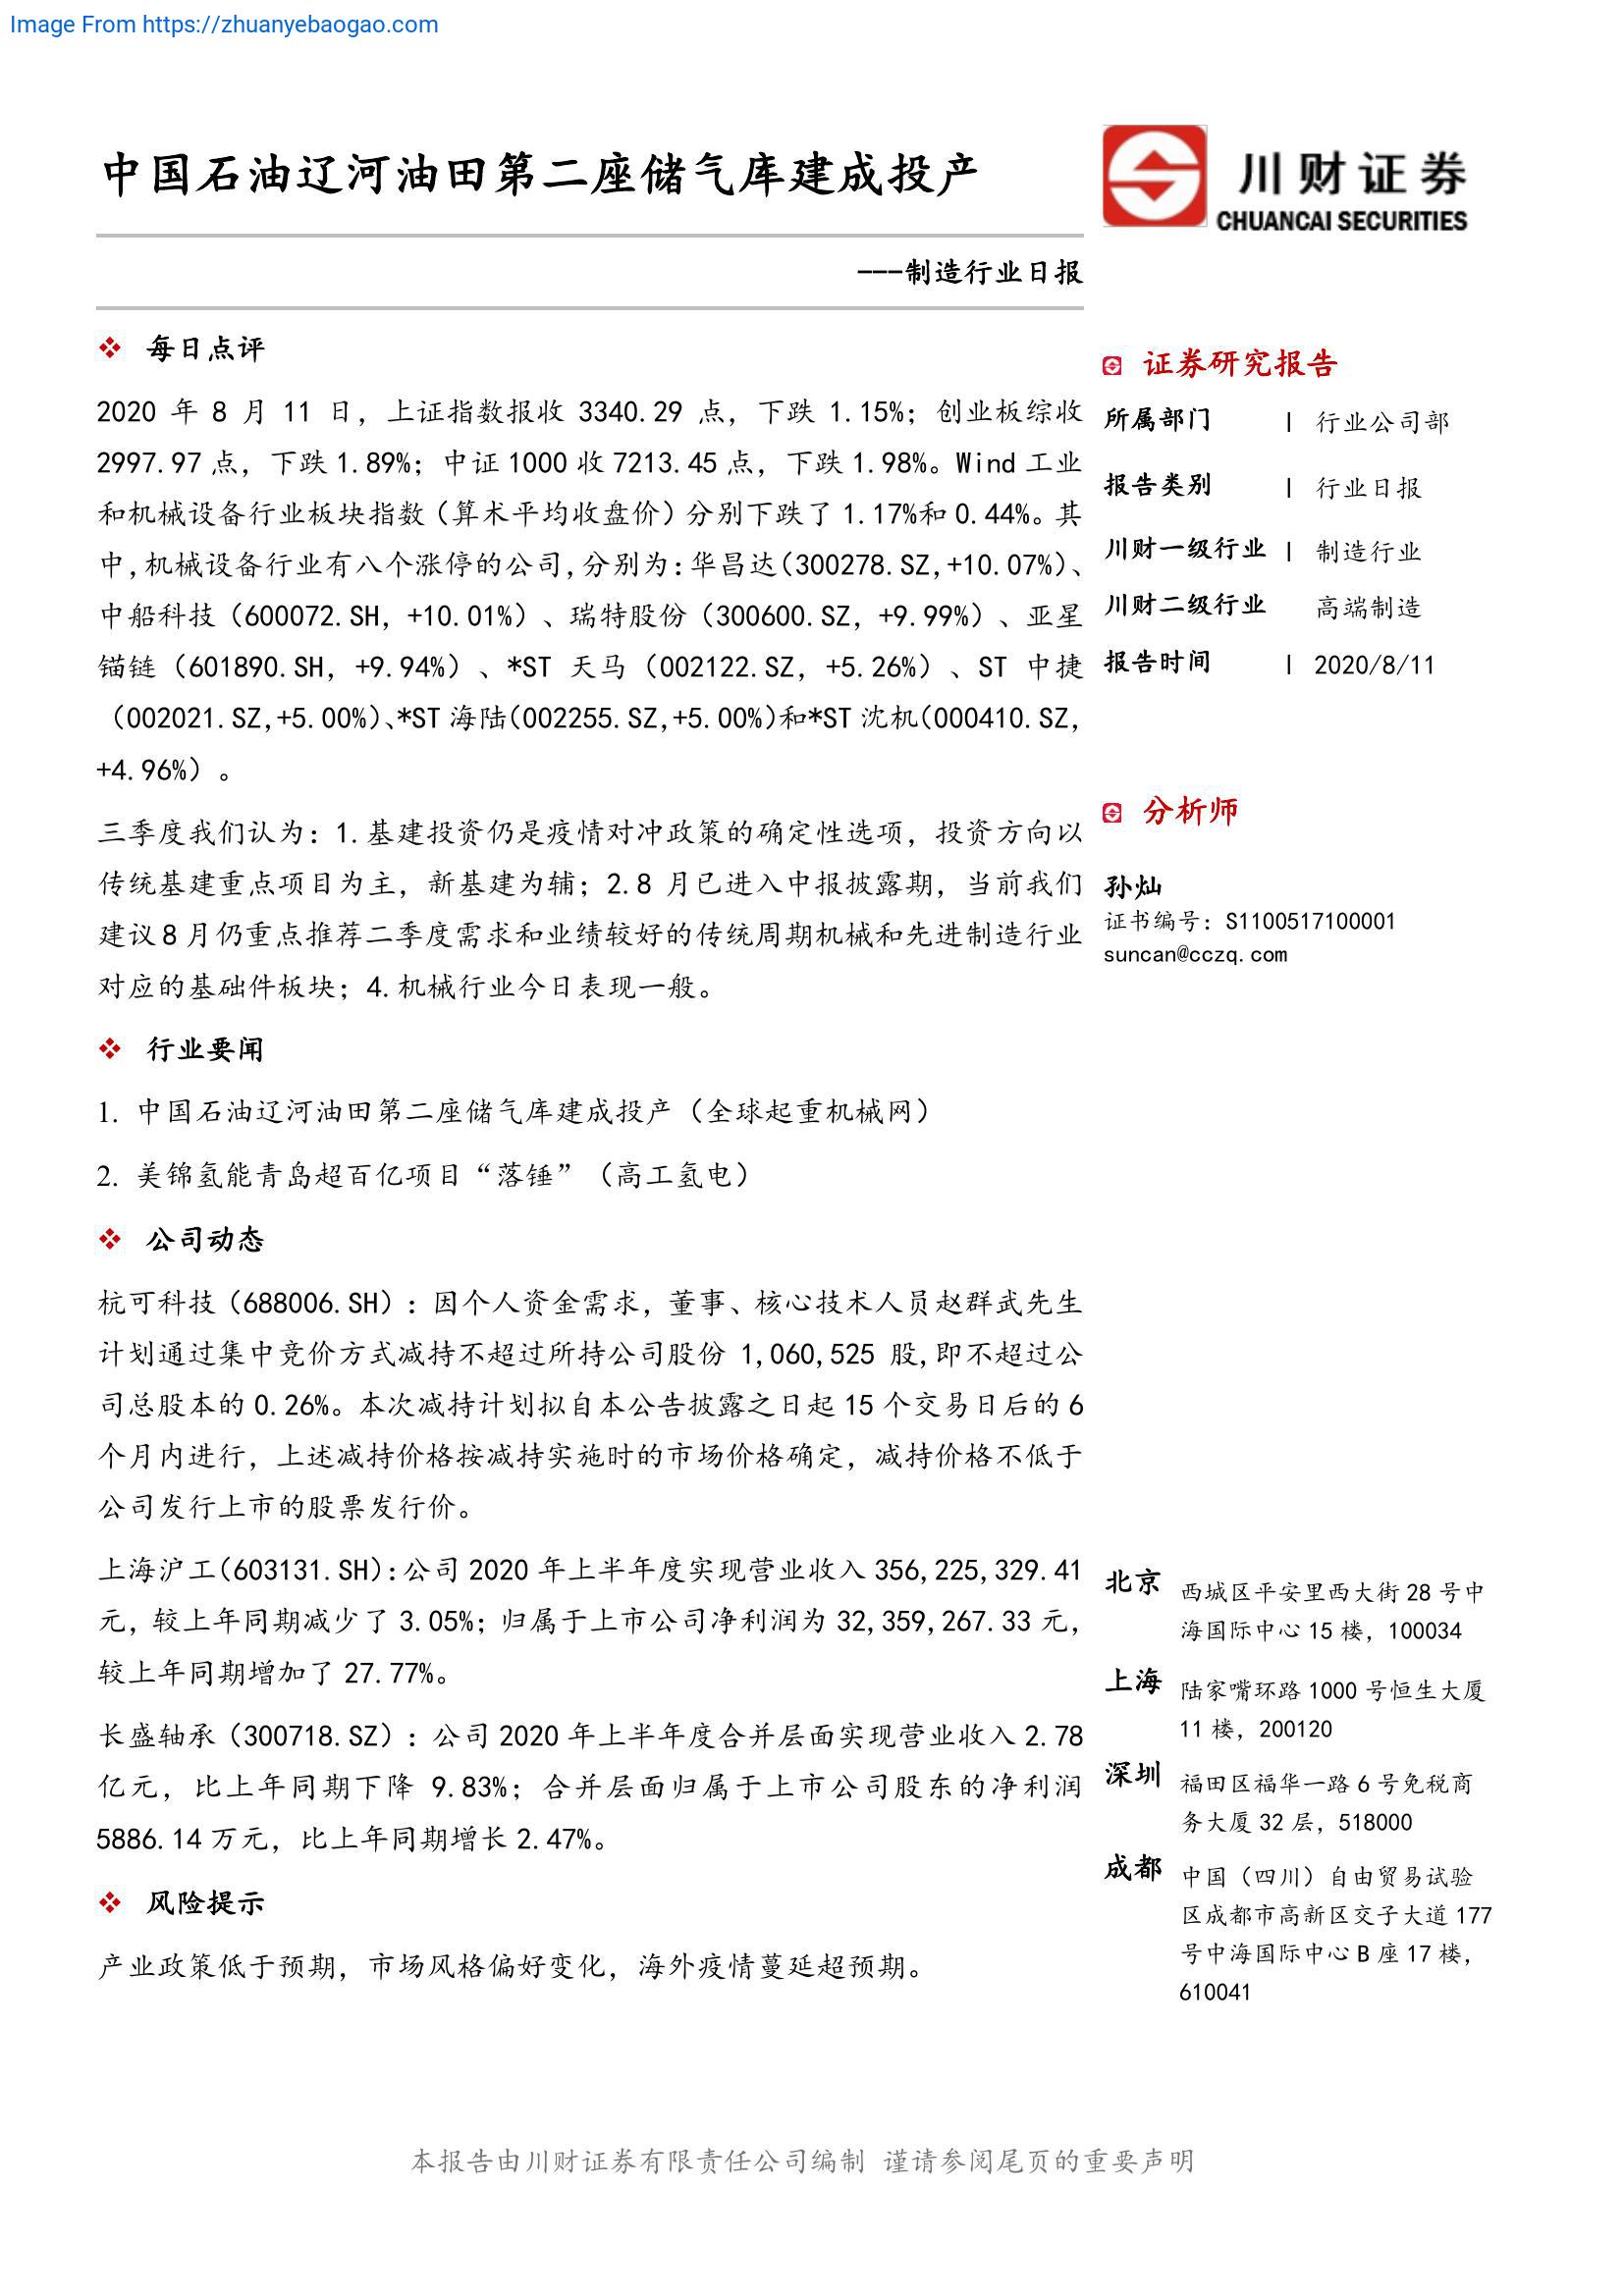 Image From https://zhuanyebaogao.com
中国石油辽河油田第二座储气库建成投产
川财证券
CHUANCAI SECURITIES
---制造行业日报
❖ 每日点评
2020 年 8 月 11 日，上证指数报收 3340.29 点，下跌 1.15%；创业板综收
2997.97 点，下跌 1.89%；中证 1000 收 7213.45 点，下跌 1.98%。Wind 工业
和机械设备行业板块指数（算术平均收盘价）分别下跌了 1.17%和 0.44%。其
中，机械设备行业有八个涨停的公司，分别为：华昌达（300278.SZ,+10.07%）、
中船科技（600072.SH，+10.01%）、瑞特股份（300600.SZ，+9.99%）、亚星
锚链（601890.SH，+9.94%）、*ST 天马（002122.SZ，+5.26%）、ST 中捷
（002021.SZ,+5.00%）、*ST 海陆（002255.SZ,+5.00%）和*ST 沈机（000410.SZ，
+4.96%）。
三季度我们认为：1.基建投资仍是疫情对冲政策的确定性选项，投资方向以
传统基建重点项目为主，新基建为辅；2.8 月已进入中报披露期，当前我们
建议 8 月仍重点推荐二季度需求和业绩较好的传统周期机械和先进制造行业
对应的基础件板块；4.机械行业今日表现一般。
❖ 行业要闻
1. 中国石油辽河油田第二座储气库建成投产（全球起重机械网）
2. 美锦氢能青岛超百亿项目“落锤”（高工氢电）
❖ 公司动态
杭可科技（688006.SH）：因个人资金需求，董事、核心技术人员赵群武先生
计划通过集中竞价方式减持不超过所持公司股份 1,060,525 股，即不超过公
司总股本的 0.26%。本次减持计划拟自本公告披露之日起 15 个交易日后的 6
个月内进行，上述减持价格按减持实施时的市场价格确定，减持价格不低于
公司发行上市的股票发行价。
上海沪工（603131.SH）：公司 2020 年上半年度实现营业收入 356,225,329.41
元，较上年同期减少了 3.05%；归属于上市公司净利润为 32,359,267.33 元，
较上年同期增加了 27.77%。
长盛轴承（300718.SZ）：公司 2020 年上半年度合并层面实现营业收入 2.78
亿元，比上年同期下降 9.83%；合并层面归属于上市公司股东的净利润
5886.14 万元，比上年同期增长 2.47%。
❖ 风险提示
产业政策低于预期，市场风格偏好变化，海外疫情蔓延超预期。
证券研究报告
所属部门 | 行业公司部
报告类别 | 行业日报
川财一级行业 | 制造行业
川财二级行业 高端制造
报告时间 | 2020/8/11
分析师
孙灿
证书编号：S1100517100001
suncan@cczq.com
北京 西城区平安里西大街 28 号中
海国际中心 15 楼，100034
上海 陆家嘴环路 1000 号恒生大厦
11 楼，200120
深圳 福田区福华一路 6 号免税商
务大厦 32 层，518000
成都 中国（四川）自由贸易试验
区成都市高新区交子大道 177
号中海国际中心 B 座 17 楼，
610041
本报告由川财证券有限责任公司编制 谨请参阅尾页的重要声明